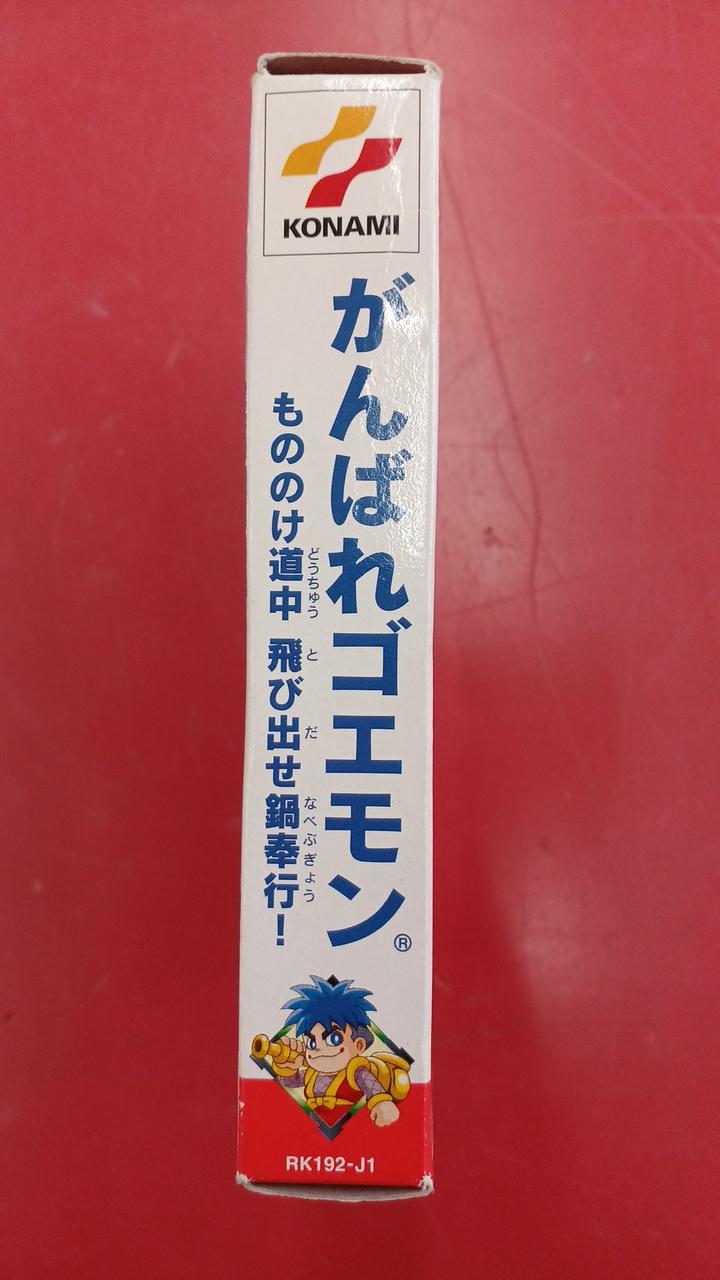 KONAMI
がんばれゴエモン®
もののけ道中 飛び出せ鍋奉行！
どうちゅう と だ なべぶぎょう
RK192-J1